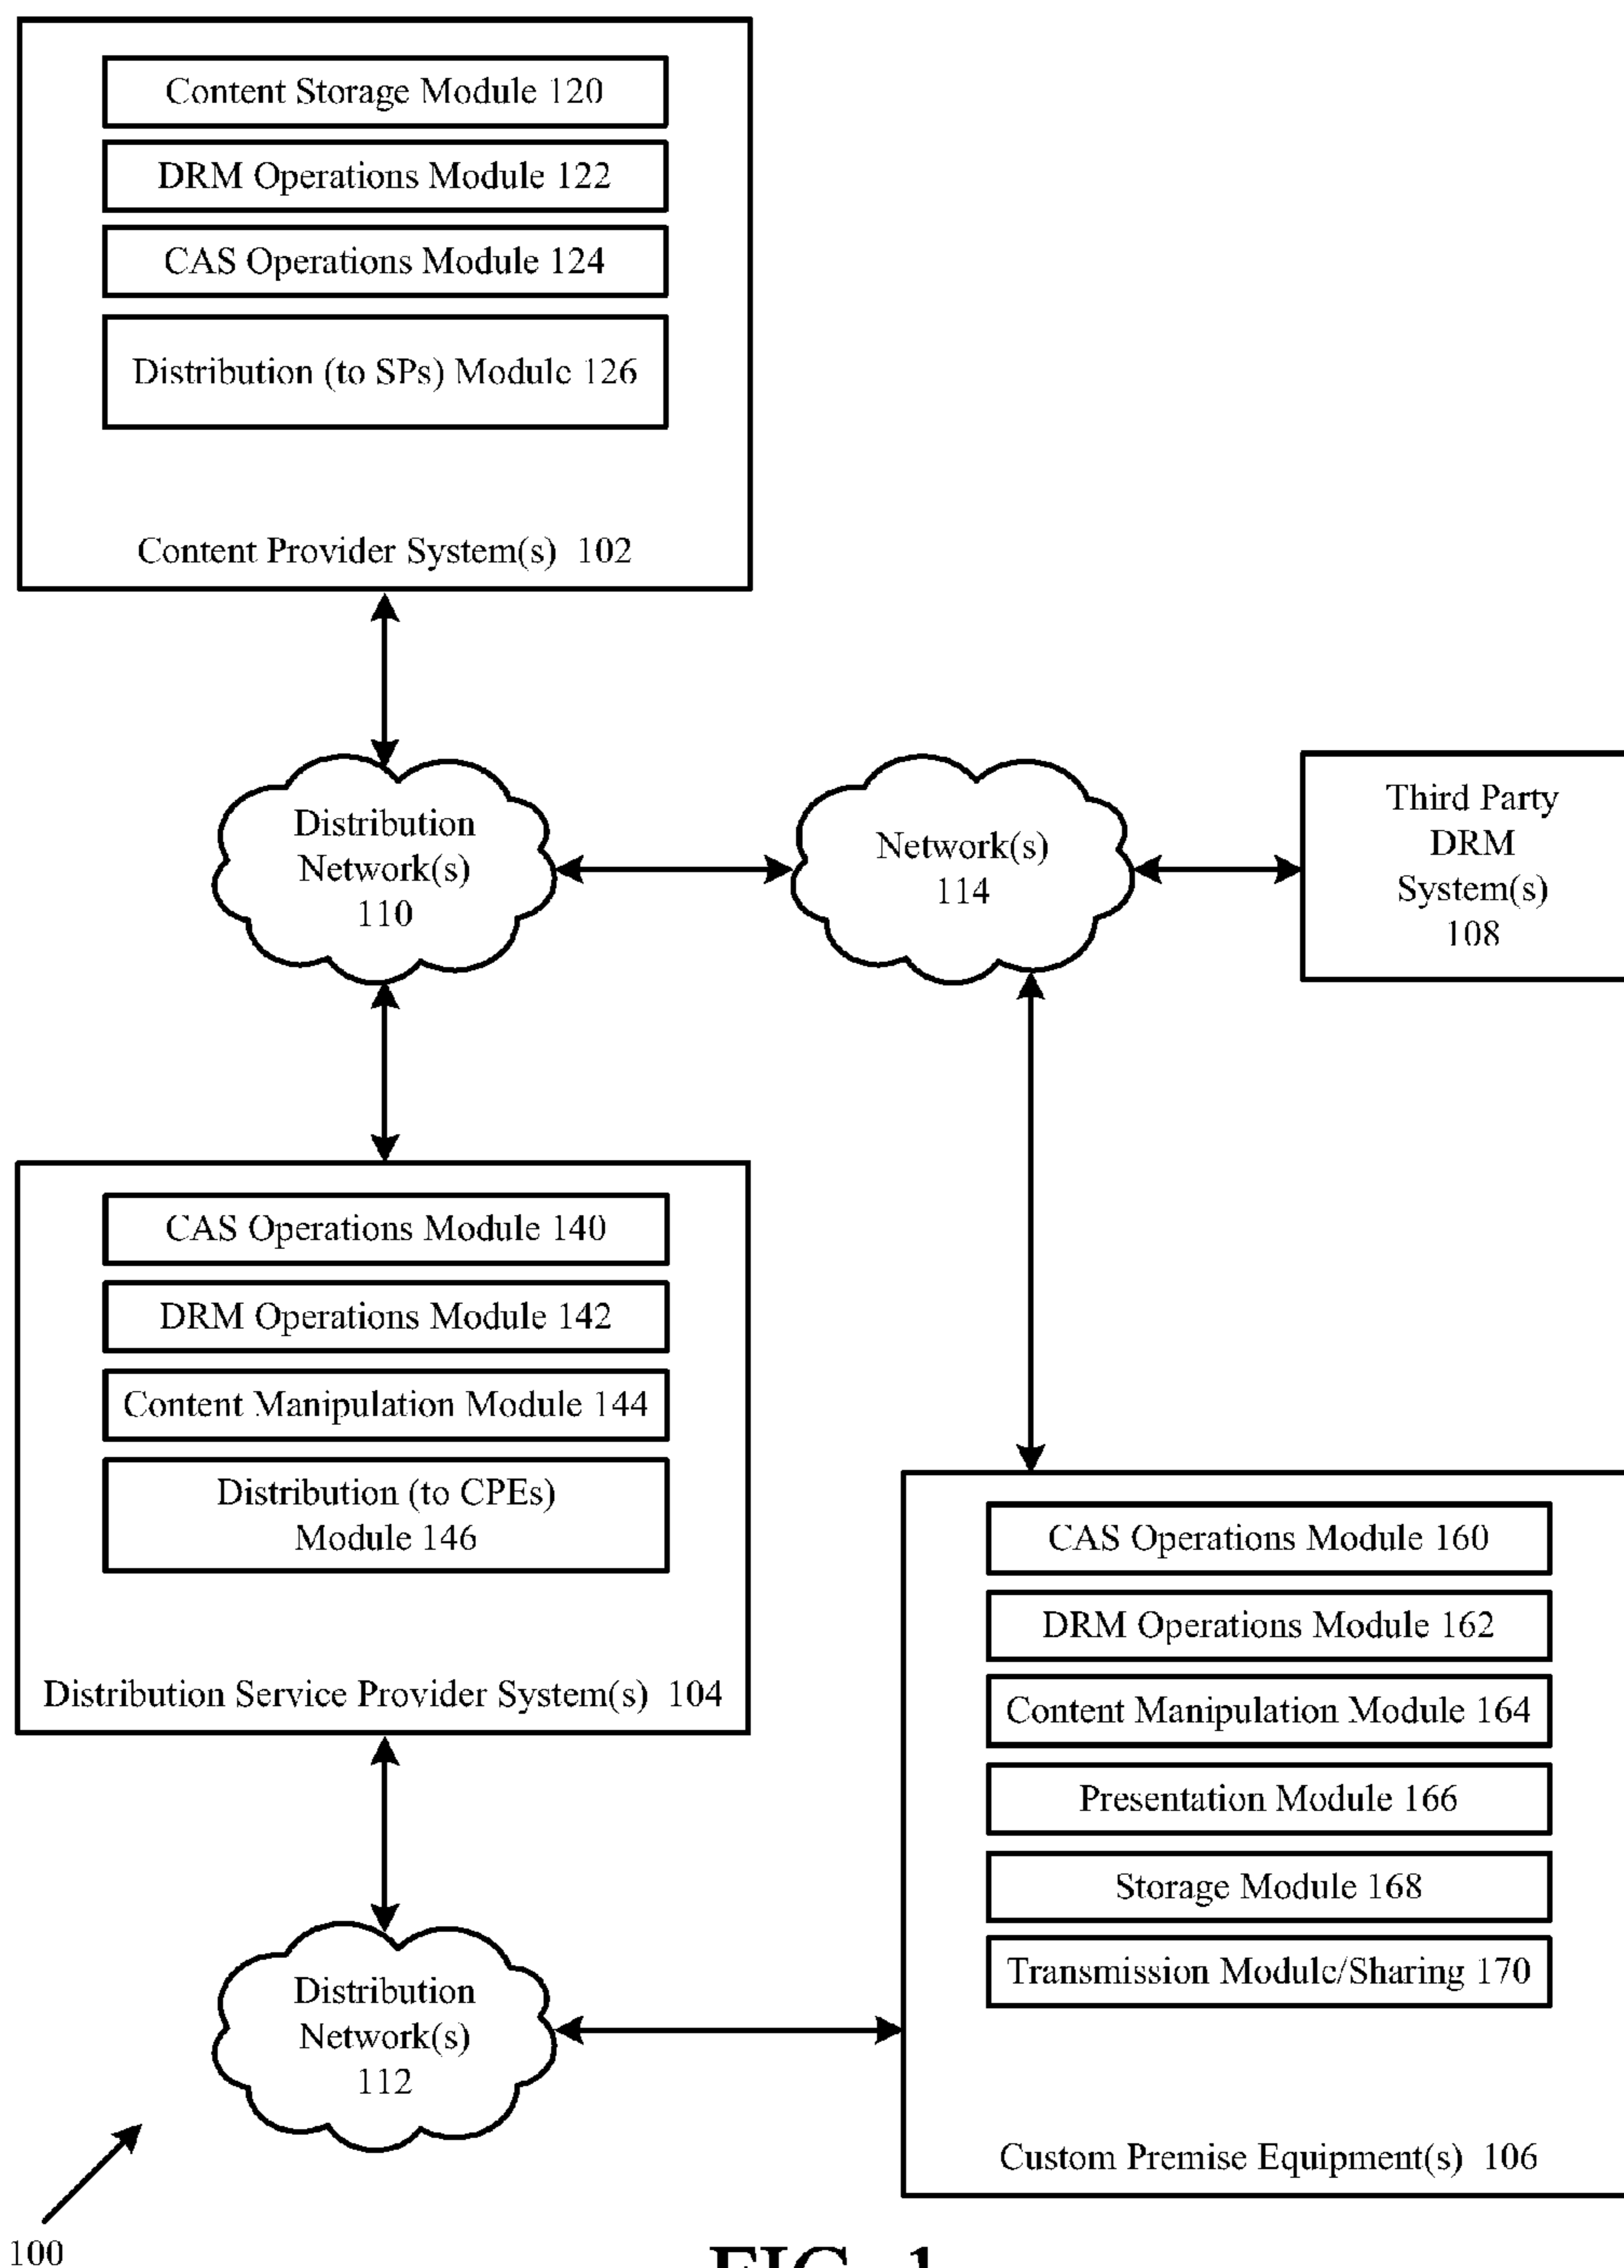 Content Storage Module 120
DRM Operations Module 122
CAS Operations Module 124
Distribution (to SPs) Module 126
Content Provider System(s) 102
Distribution
Network(s)
110
Network(s)
114
Third Party
DRM
System(s)
108
CAS Operations Module 140
DRM Operations Module 142
Content Manipulation Module 144
Distribution (to CPEs)
Module 146
Distribution Service Provider System(s) 104
CAS Operations Module 160
DRM Operations Module 162
Content Manipulation Module 164
Presentation Module 166
Storage Module 168
Transmission Module/Sharing 170
Custom Premise Equipment(s) 106
Distribution
Network(s)
112
100
FIG. 1